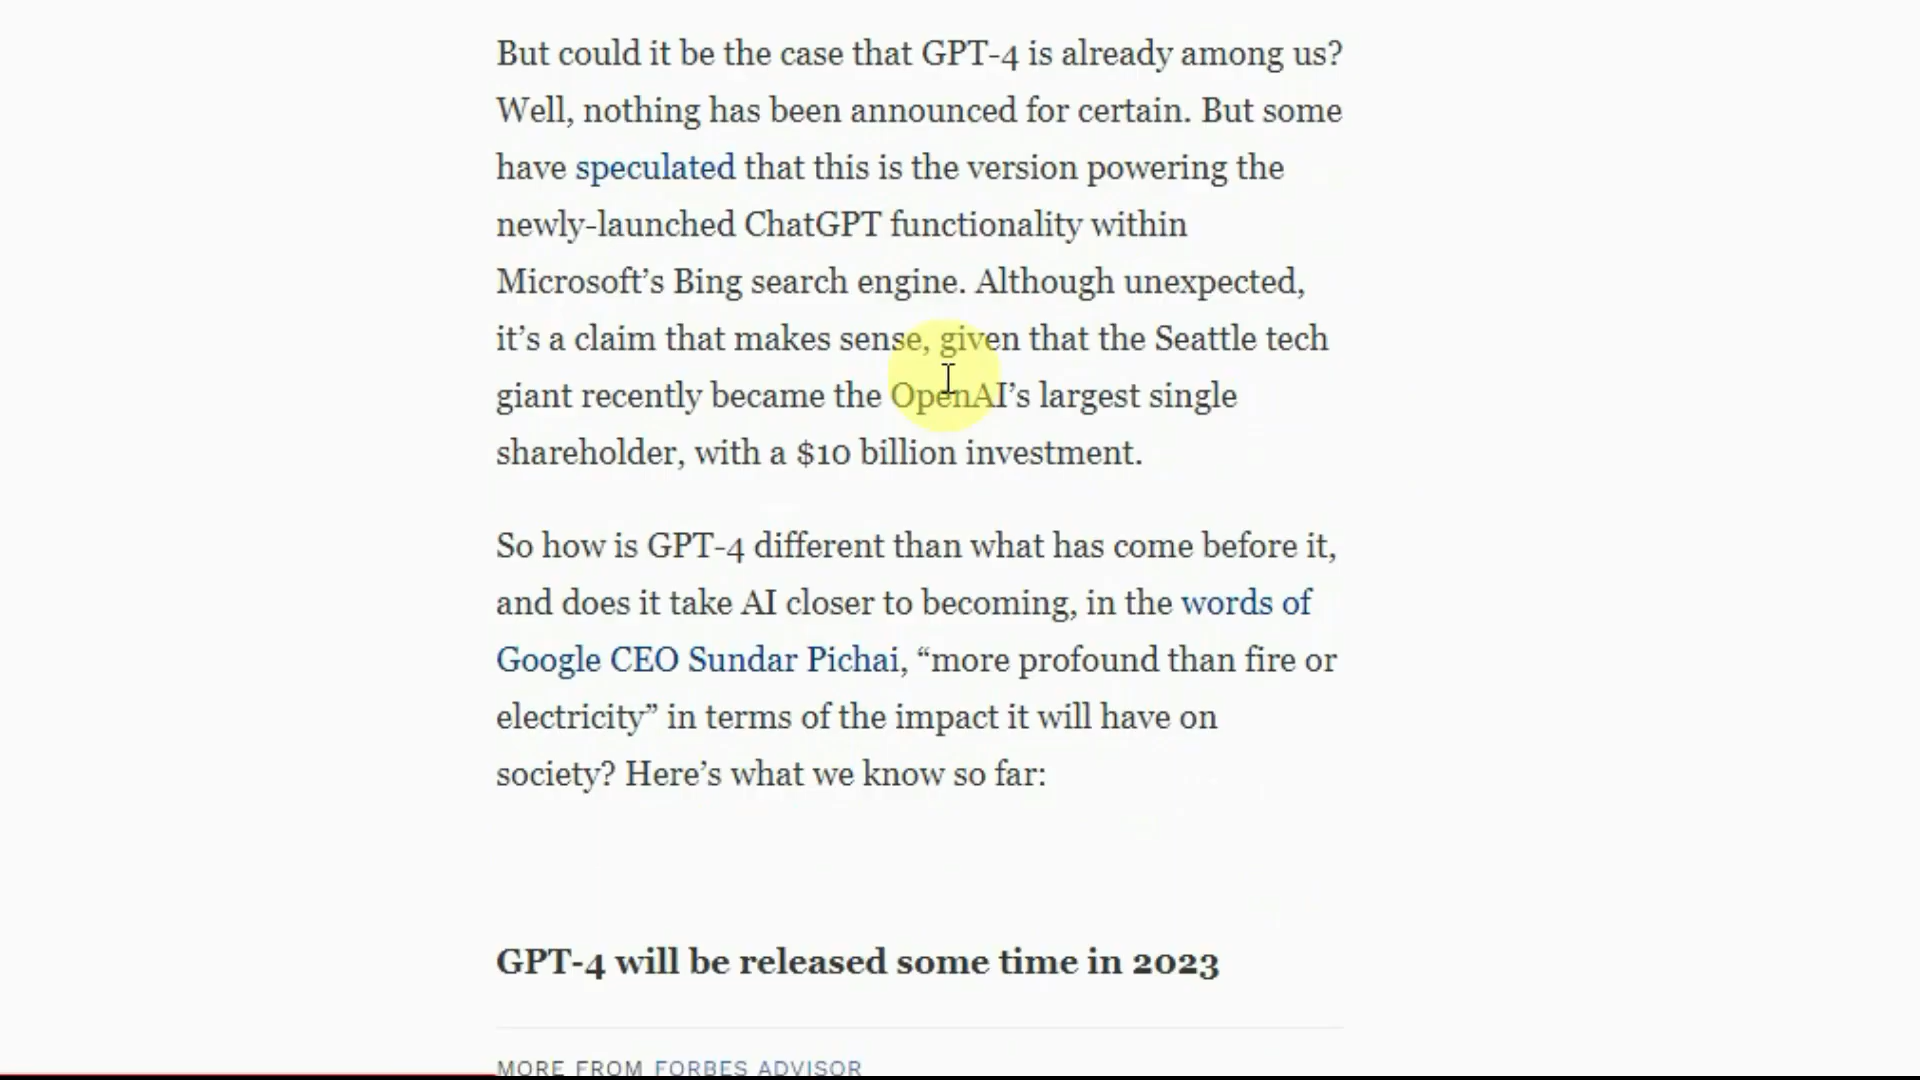 But could it be the case that GPT-4 is already among us?
Well, nothing has been announced for certain. But some
have speculated that this is the version powering the
newly-launched ChatGPT functionality within
Microsoft’s Bing search engine. Although unexpected,
it’s a claim that makes sense, given that the Seattle tech
giant recently became the OpenAI’s largest single
shareholder, with a $10 billion investment.
So how is GPT-4 different than what has come before it,
and does it take AI closer to becoming, in the words of
Google CEO Sundar Pichai, “more profound than fire or
electricity” in terms of the impact it will have on
society? Here’s what we know so far:
GPT-4 will be released some time in 2023
MORE FROM FORBES ADVISOR